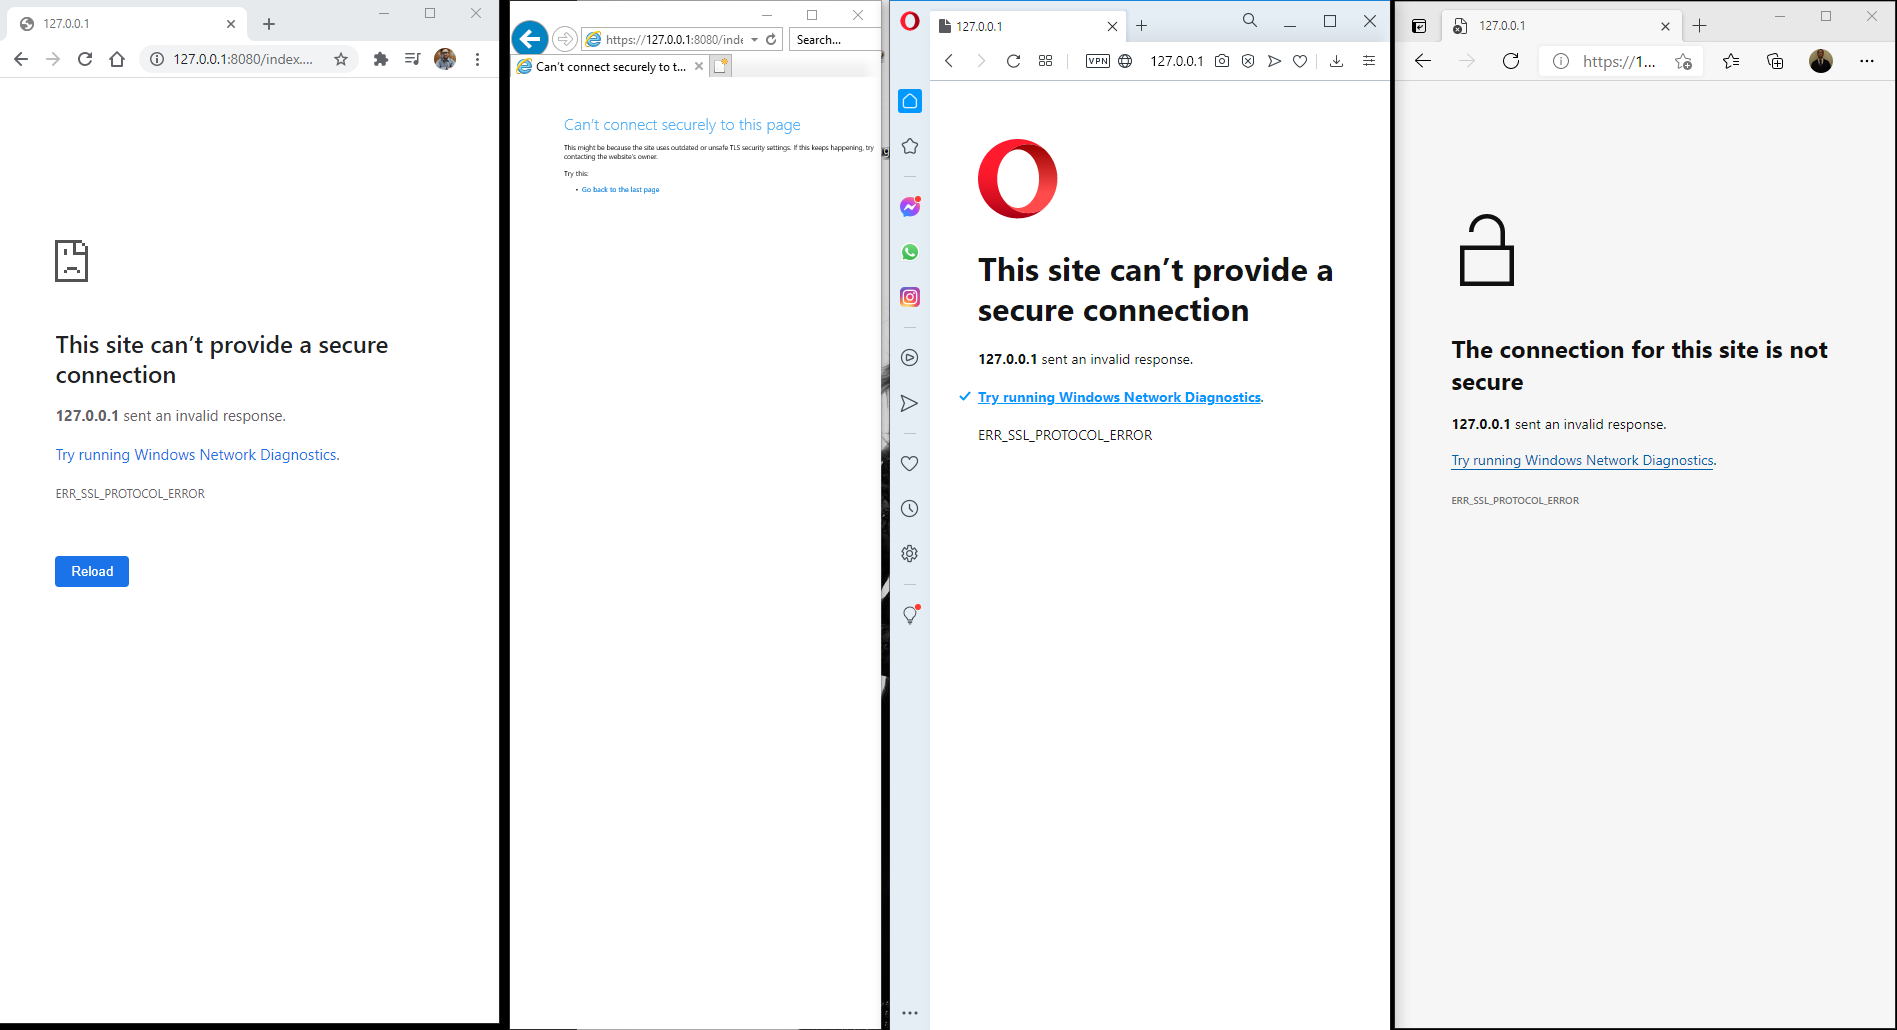 127.0.0.1
127.0.0.1:8080/index....
This site can’t provide a secure
connection
127.0.0.1 sent an invalid response.
Try running Windows Network Diagnostics.
ERR_SSL_PROTOCOL_ERROR
Reload
https://127.0.0.1:8080/inde
Search...
Can’t connect securely to t...
Can’t connect securely to this page
This might be because the site uses outdated or unsafe TLS security settings. If this keeps happening, try
contacting the website’s owner.
Try this:
• Go back to the last page
127.0.0.1
VPN
127.0.0.1
This site can’t provide a
secure connection
127.0.0.1 sent an invalid response.
Try running Windows Network Diagnostics.
ERR_SSL_PROTOCOL_ERROR
127.0.0.1
https://1...
The connection for this site is not
secure
127.0.0.1 sent an invalid response.
Try running Windows Network Diagnostics.
ERR_SSL_PROTOCOL_ERROR